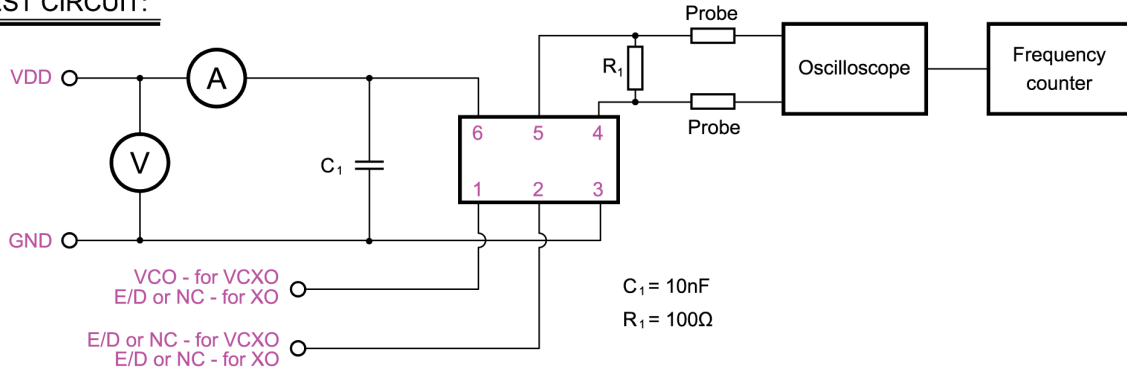 EST CIRCUIT:
Probe
VDD
A
R₁
Oscilloscope
Frequency
counter
Probe
6 5 4
V
C₁
1 2 3
GND
VCO - for VCXO
E/D or NC - for XO
C₁ = 10nF
R₁ = 100Ω
E/D or NC - for VCXO
E/D or NC - for XO